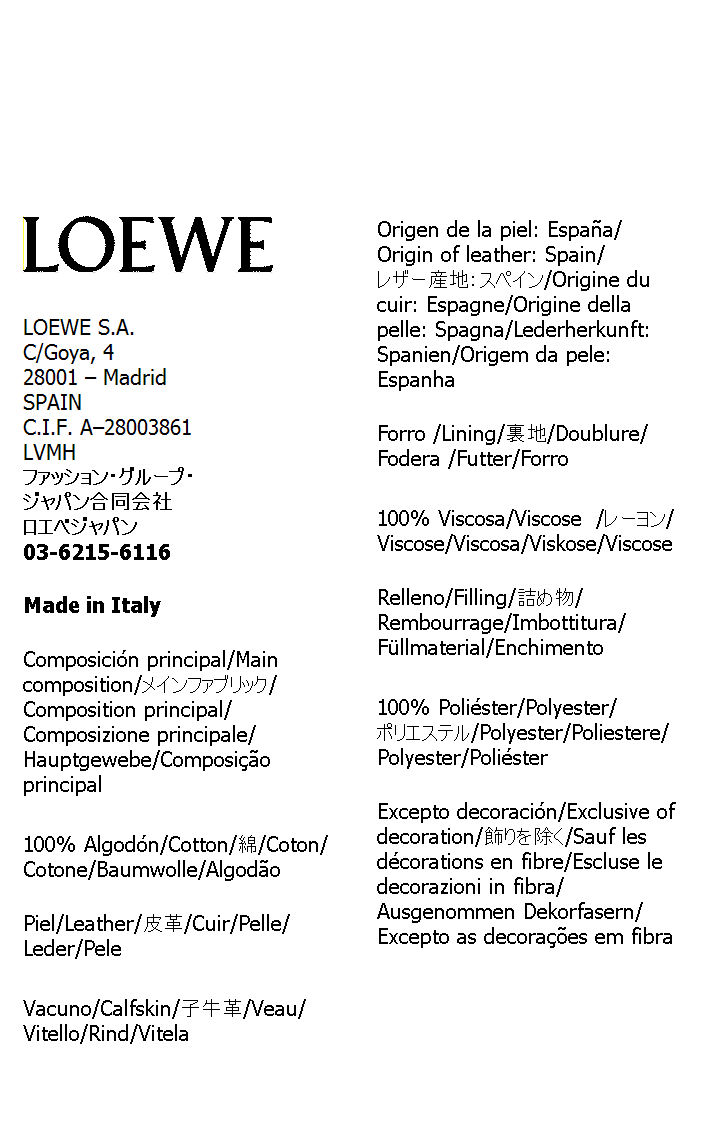 LOEWE
LOEWE S.A.
C/Goya, 4
28001 – Madrid
SPAIN
C.I.F. A–28003861
LVMH
ファッション・グループ・
ジャパン合同会社
ロエベジャパン
03-6215-6116
Made in Italy
Composición principal/Main
composition/メインファブリック/
Composition principal/
Composizione principale/
Hauptgewebe/Composição
principal
100% Algodón/Cotton/綿/Coton/
Cotone/Baumwolle/Algodão
Piel/Leather/皮革/Cuir/Pelle/
Leder/Pele
Vacuno/Calfskin/子牛革/Veau/
Vitello/Rind/Vitela
Origen de la piel: España/
Origin of leather: Spain/
レザー産地：スペイン/Origine du
cuir: Espagne/Origine della
pelle: Spagna/Lederherkunft:
Spanien/Origem da pele:
Espanha
Forro /Lining/裏地/Doublure/
Fodera /Futter/Forro
100% Viscosa/Viscose  /レーヨン/
Viscose/Viscosa/Viskose/Viscose
Relleno/Filling/詰め物/
Rembourrage/Imbottitura/
Füllmaterial/Enchimento
100% Poliéster/Polyester/
ポリエステル/Polyester/Poliestere/
Polyester/Poliéster
Excepto decoración/Exclusive of
decoration/飾りを除く/Sauf les
décorations en fibre/Escluse le
decorazioni in fibra/
Ausgenommen Dekorfasern/
Excepto as decorações em fibra